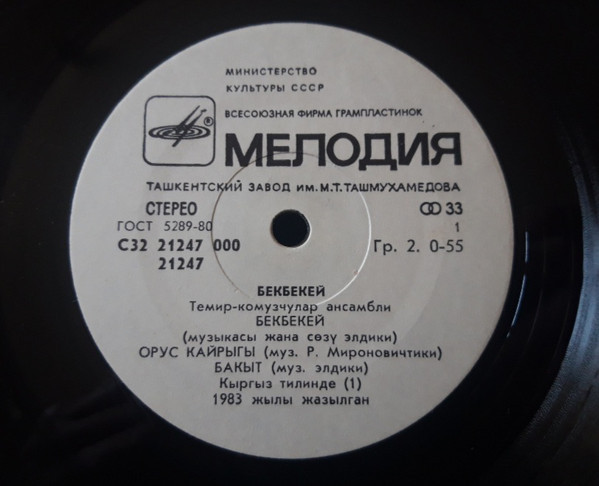 МИНИСТЕРСТВО
КУЛЬТУРЫ СССР
ВСЕСОЮЗНАЯ ФИРМА ГРАМПЛАСТИНОК
® МЕЛОДИЯ
ТАШКЕНТСКИЙ ЗАВОД ИМ. М.Т. ТАШМУХАМЕДОВА
СТЕРЕО 33
ГОСТ 5289-80 1
С32 21247 000 Гр. 2. 0-55
21247
БЕКБЕКЕЙ
Темир-комузчулар ансамбли
БЕКБЕКЕЙ
(музыкасы жана сөзү элдики)
ОРУС КАЙРЫГЫ (муз. Р. Мироновичтики)
БАКЫТ (муз. элдики)
Кыргыз тилинде (1)
1983 жылы жазылган